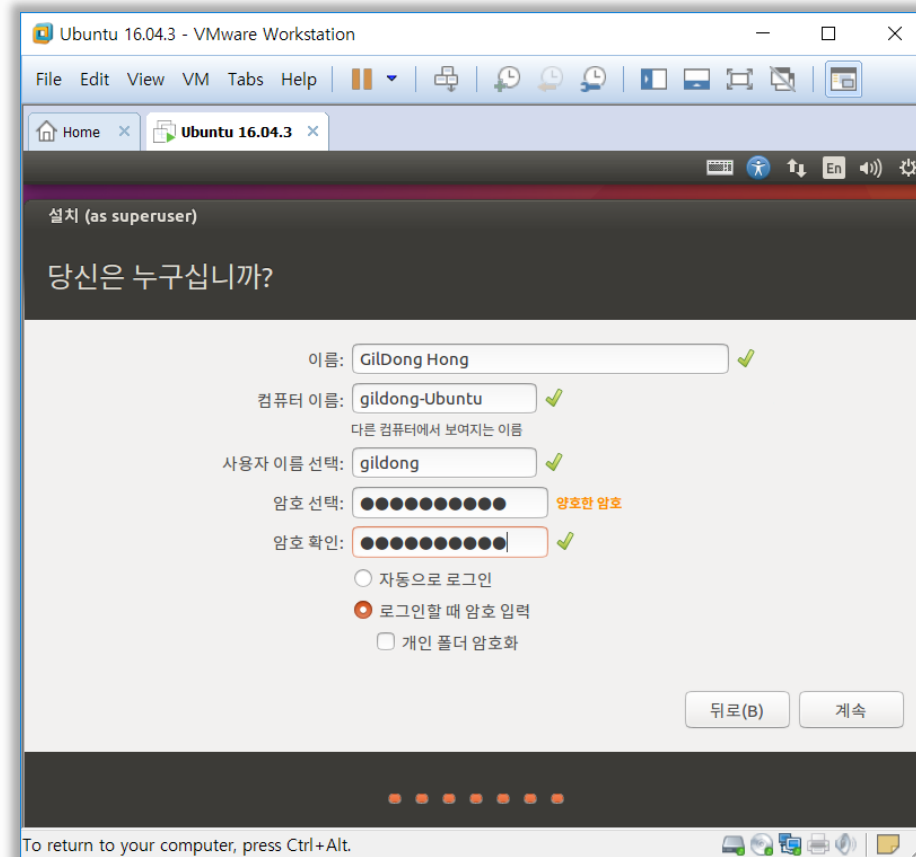 Ubuntu 16.04.3 - VMware Workstation
File Edit View VM Tabs Help
Home Ubuntu 16.04.3
En
설치 (as superuser)
당신은 누구십니까?
이름: GilDong Hong
컴퓨터 이름: gildong-Ubuntu
다른 컴퓨터에서 보여지는 이름
사용자 이름 선택: gildong
암호 선택: ●●●●●●●●●● 양호한 암호
암호 확인: ●●●●●●●●●●
자동으로 로그인
로그인할 때 암호 입력
개인 폴더 암호화
뒤로(B) 계속
To return to your computer, press Ctrl+Alt.